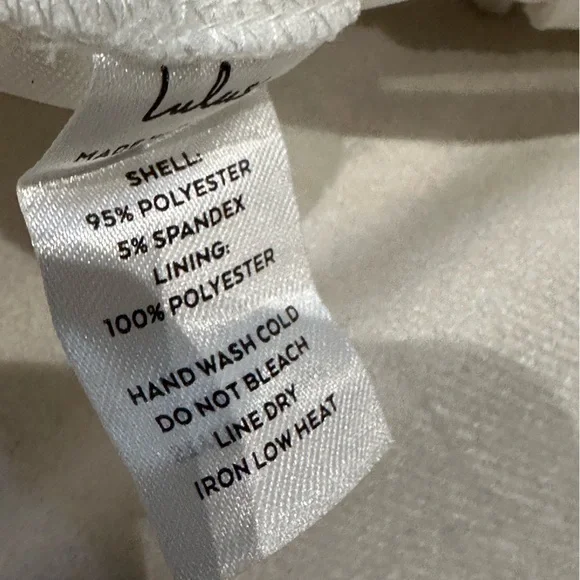 Lulus
MADE
SHELL:
95% POLYESTER
5% SPANDEX
LINING:
100% POLYESTER
HAND WASH COLD
DO NOT BLEACH
LINE DRY
IRON LOW HEAT